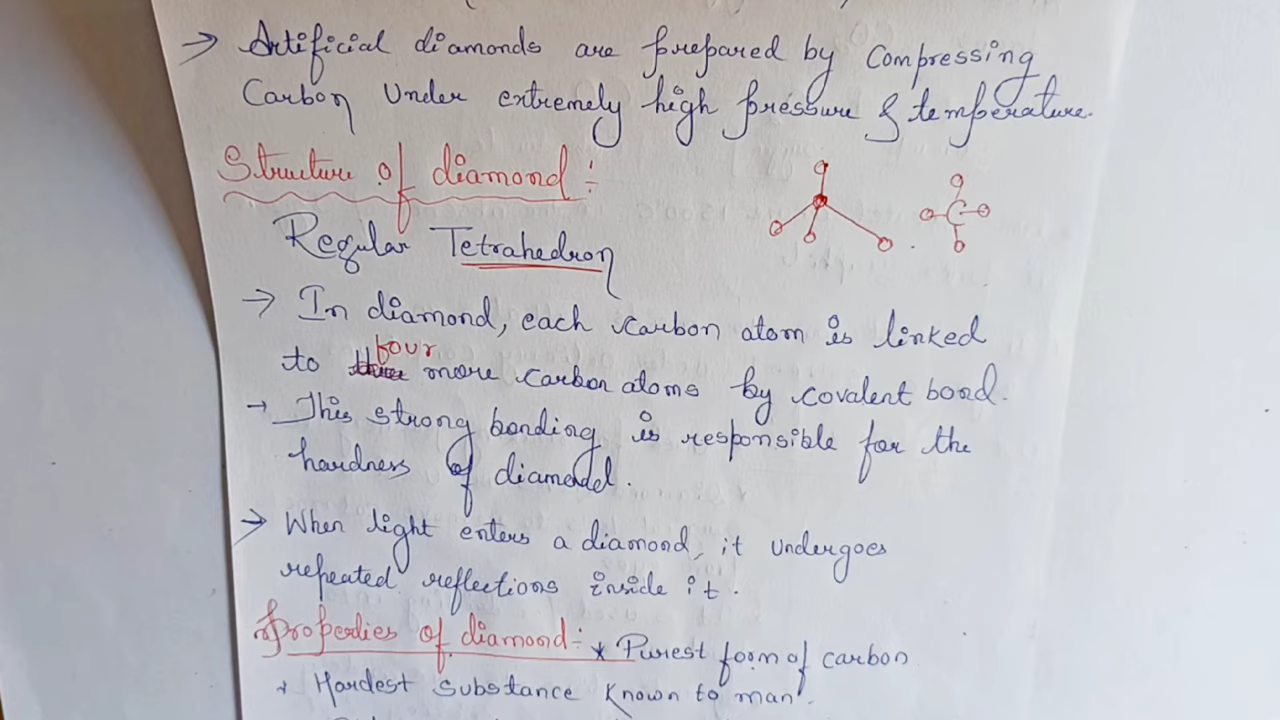 → Artificial diamonds are prepared by compressing
Carbon under extremely high pressure & temperature.
Structure of diamond :-
C
Regular Tetrahedron
→ In diamond, each carbon atom is linked
to four more carbon atoms by covalent bond.
→ This strong bonding is responsible for the
hardness of diamond.
→ When light enters a diamond, it undergoes
repeated reflections inside it.
Properties of diamond :- * Purest form of carbon
* Hardest substance known to man.